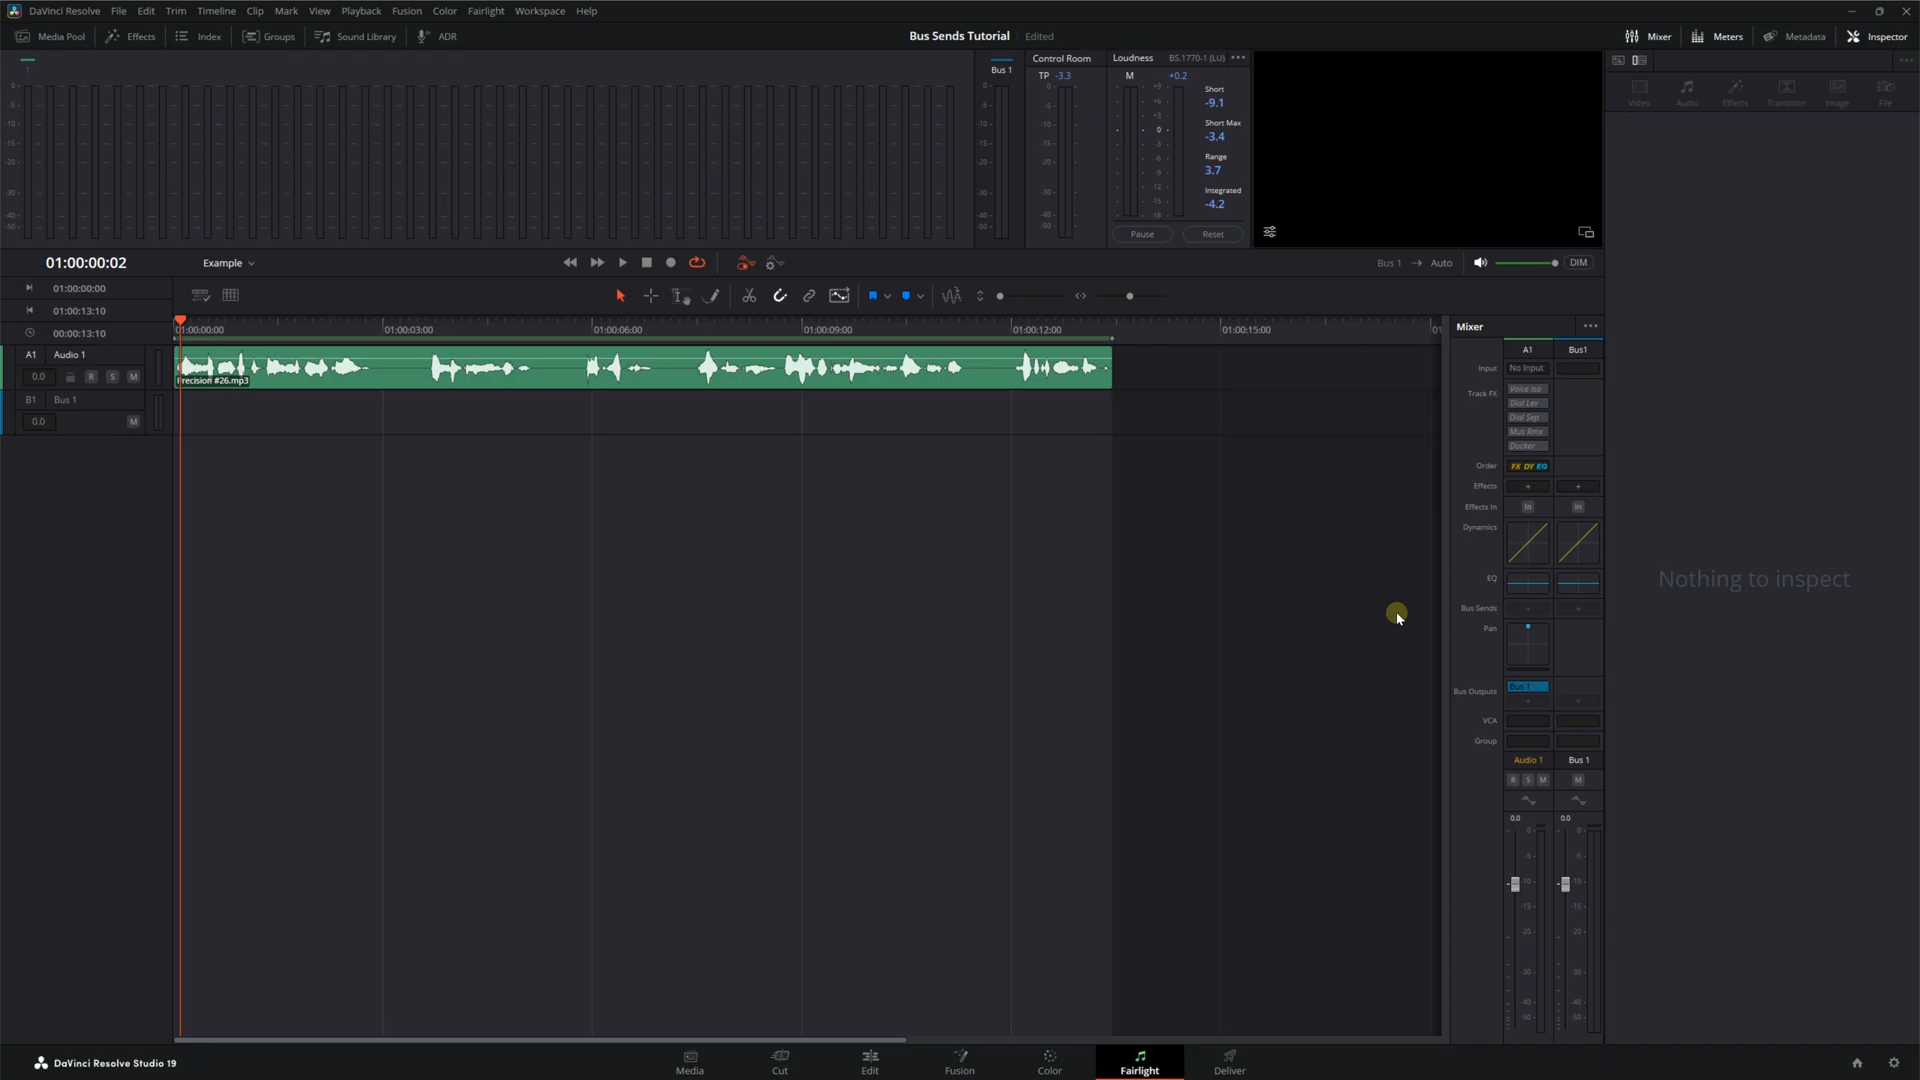 DaVinci Resolve File Edit Trim Timeline Clip Mark View Playback Fusion Color Fairlight Workspace Help
Media Pool Effects Index Groups Sound Library ADR Bus Sends Tutorial Edited Mixer Meters Metadata Inspector
Bus 1 Control Room Loudness BS.1770-1 (LU)
TP -3.3 M +0.2
Short
-9.1
Short Max
-3.4
Range
3.7
Integrated
-4.2
Pause Reset
Video Audio Effects Transition Image File
01:00:00:02 Example Bus 1 → Auto DIM
01:00:00:00
01:00:13:10
00:00:13:10
01:00:00:00 01:00:03:00 01:00:06:00 01:00:09:00 01:00:12:00 01:00:15:00
A1 Audio 1
0.0 R S M
Precision #26.mp3
B1 Bus 1
0.0 M
Mixer
A1 Bus1
Input No Input
Track FX Voice Iso
Dial Lev
Dial Sep
Mus Rmx
Ducker
Order FX DY EQ
Effects + +
Effects In In In
Dynamics
EQ
Bus Sends + +
Pan
Bus Outputs Bus 1
VCA
Group
Audio 1 Bus 1
R S M M
0.0 0.0
Nothing to inspect
DaVinci Resolve Studio 19 Media Cut Edit Fusion Color Fairlight Deliver